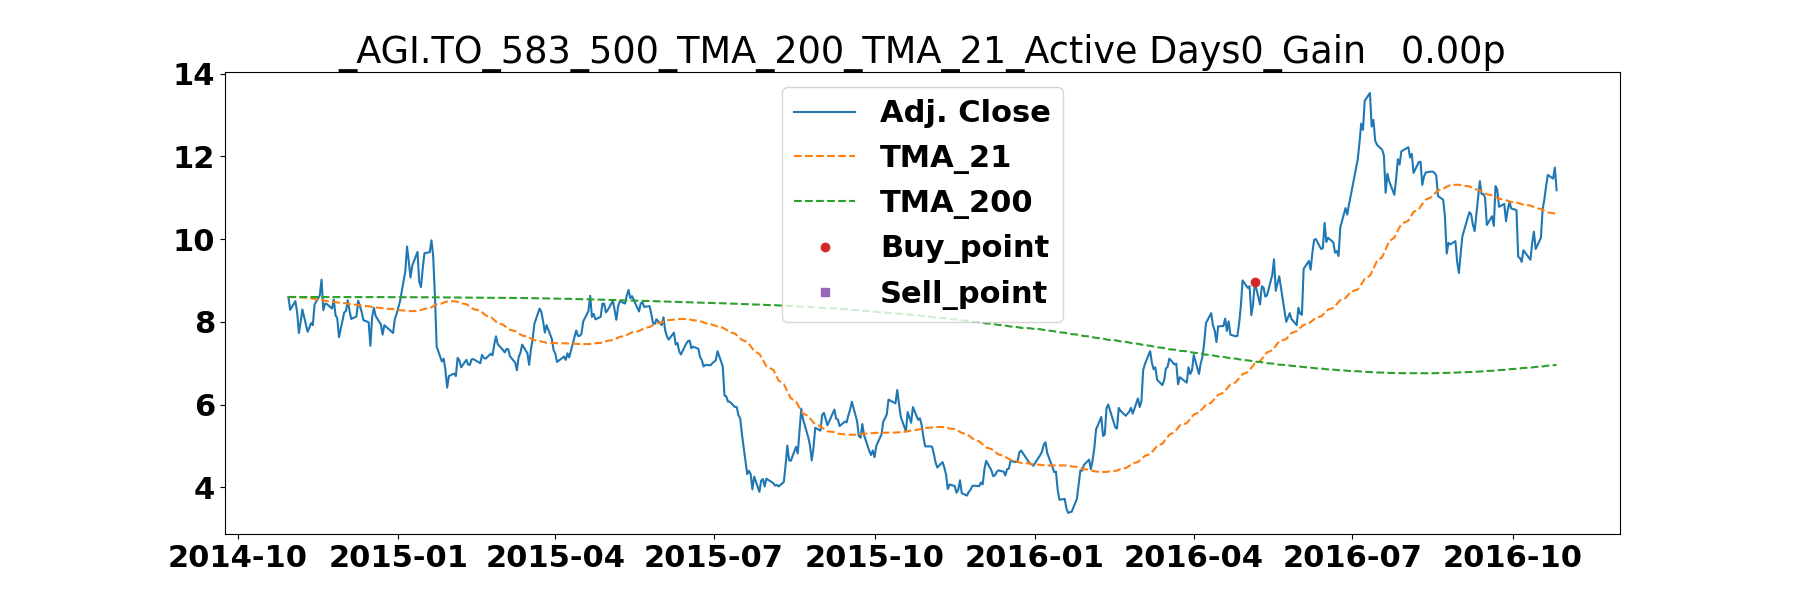 _AGI.TO_583_500_TMA_200_TMA_21_Active Days0_Gain   0.00p
14
12
10
8
6
4
Adj. Close
TMA_21
TMA_200
Buy_point
Sell_point
2014-10 2015-01 2015-04 2015-07 2015-10 2016-01 2016-04 2016-07 2016-10